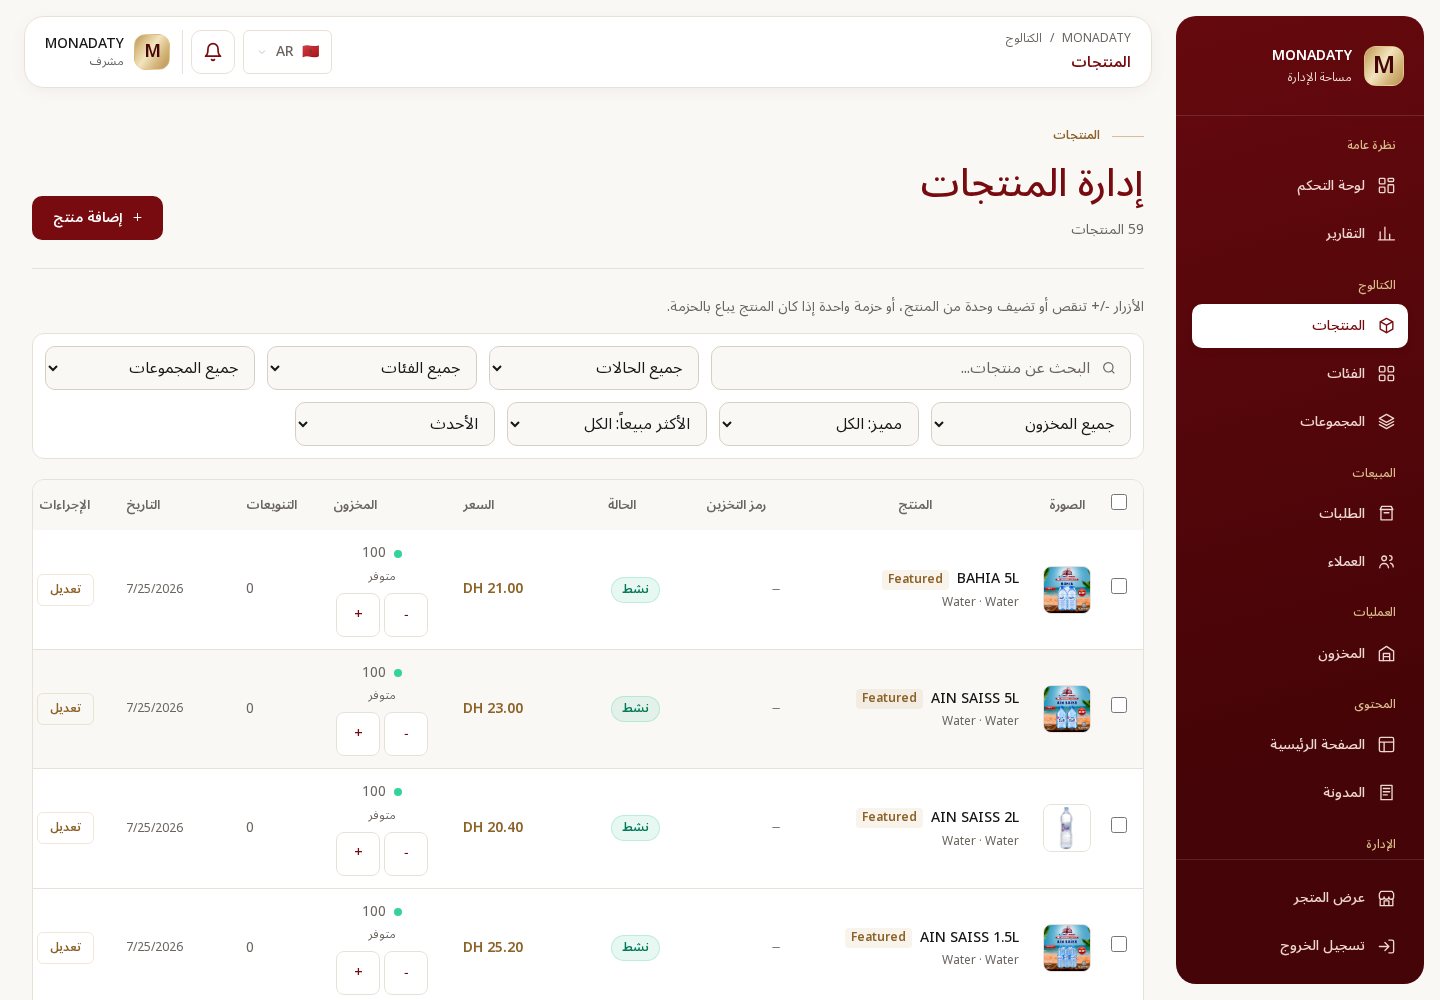 M
MONADATY
مساحة الإدارة
نظرة عامة
لوحة التحكم
التقارير
الكتالوج
المنتجات
الفئات
المجموعات
المبيعات
الطلبات
العملاء
العمليات
المخزون
المحتوى
الصفحة الرئيسية
المدونة
الإدارة
عرض المتجر
تسجيل الخروج
MONADATY / الكتالوج
المنتجات
AR
M
MONADATY
مشرف
المنتجات
إدارة المنتجات
59 المنتجات
+ إضافة منتج
الأزرار -/+ تنقص أو تضيف وحدة من المنتج، أو حزمة واحدة إذا كان المنتج يباع بالحزمة.
البحث عن منتجات...
جميع الحالات
جميع الفئات
جميع المجموعات
جميع المخزون
مميز: الكل
الأكثر مبيعاً: الكل
الأحدث
الصورة المنتج رمز التخزين الحالة السعر المخزون التنويعات التاريخ الإجراءات
BAHIA 5L Featured
Water · Water
—
نشط
DH 21.00
100
متوفر
- +
0
7/25/2026
تعديل
AIN SAISS 5L Featured
Water · Water
—
نشط
DH 23.00
100
متوفر
- +
0
7/25/2026
تعديل
AIN SAISS 2L Featured
Water · Water
—
نشط
DH 20.40
100
متوفر
- +
0
7/25/2026
تعديل
AIN SAISS 1.5L Featured
Water · Water
—
نشط
DH 25.20
100
متوفر
- +
0
7/25/2026
تعديل